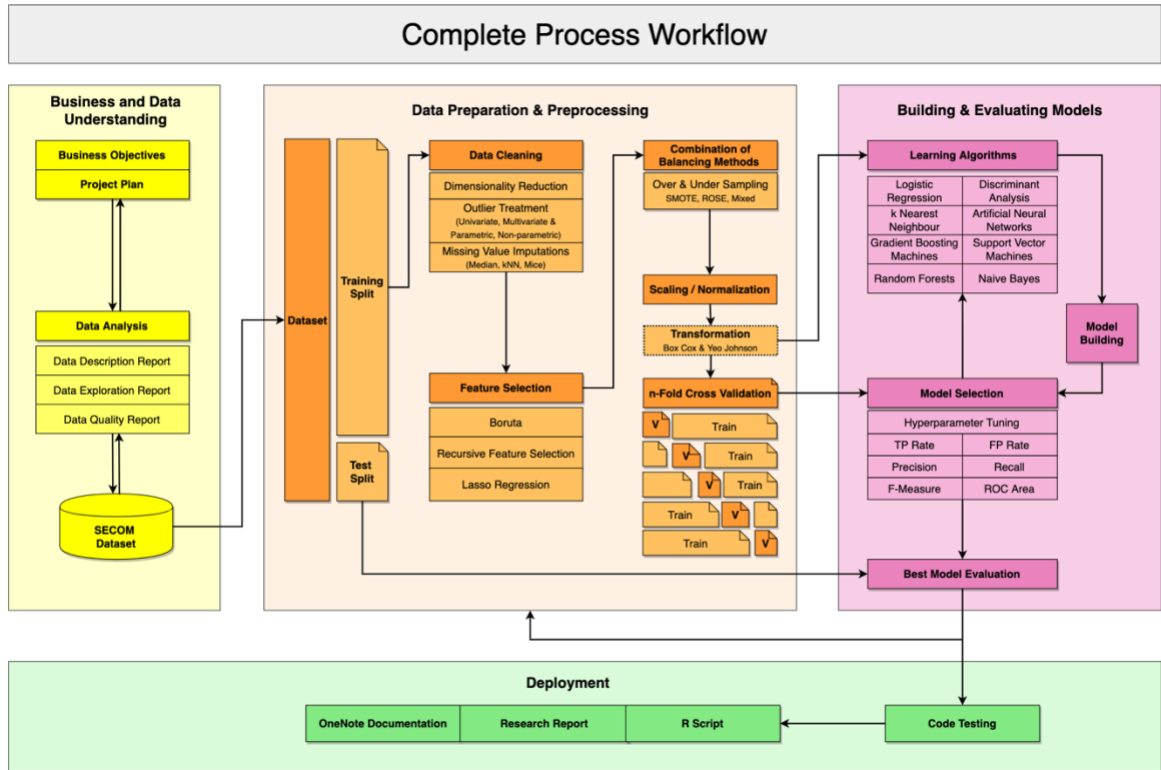 Complete Process Workflow
Business and Data
Understanding
Business Objectives
Project Plan
Data Analysis
Data Description Report
Data Exploration Report
Data Quality Report
SECOM
Dataset
Data Preparation & Preprocessing
Dataset
Training
Split
Test
Split
Data Cleaning
Dimensionality Reduction
Outlier Treatment
(Univariate, Multivariate &
Parametric, Non-parametric)
Missing Value Imputations
(Median, kNN, Mice)
Feature Selection
Boruta
Recursive Feature Selection
Lasso Regression
Combination of
Balancing Methods
Over & Under Sampling
SMOTE, ROSE, Mixed
Scaling / Normalization
Transformation
Box Cox & Yeo Johnson
n-Fold Cross Validation
V Train
V Train
V Train
Train V
Train V
Building & Evaluating Models
Learning Algorithms
Logistic
Regression
Discriminant
Analysis
k Nearest
Neighbour
Artificial Neural
Networks
Gradient Boosting
Machines
Support Vector
Machines
Random Forests
Naive Bayes
Model
Building
Model Selection
Hyperparameter Tuning
TP Rate
FP Rate
Precision
Recall
F-Measure
ROC Area
Best Model Evaluation
Deployment
OneNote Documentation
Research Report
R Script
Code Testing